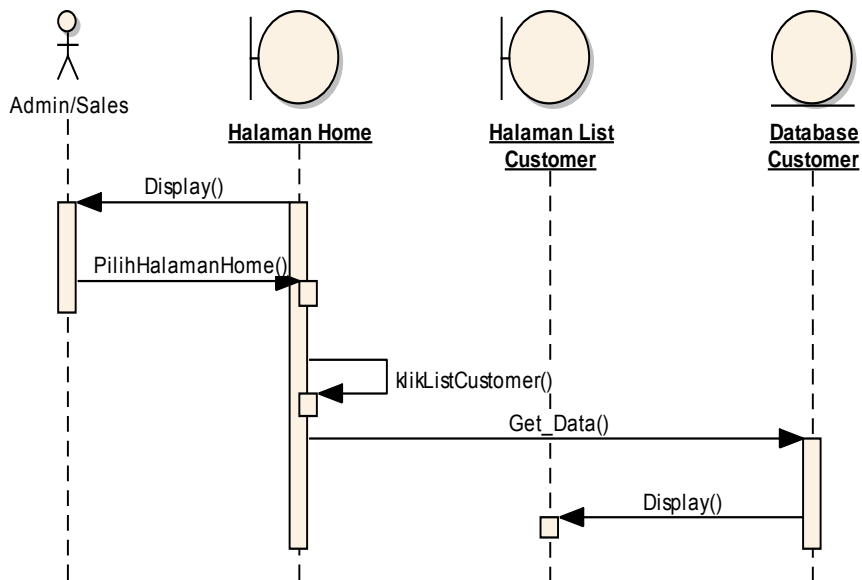 Admin/Sales
Halaman Home
Halaman List
Customer
Database
Customer
Display()
PilihHalamanHome()
klikListCustomer()
Get_Data()
Display()